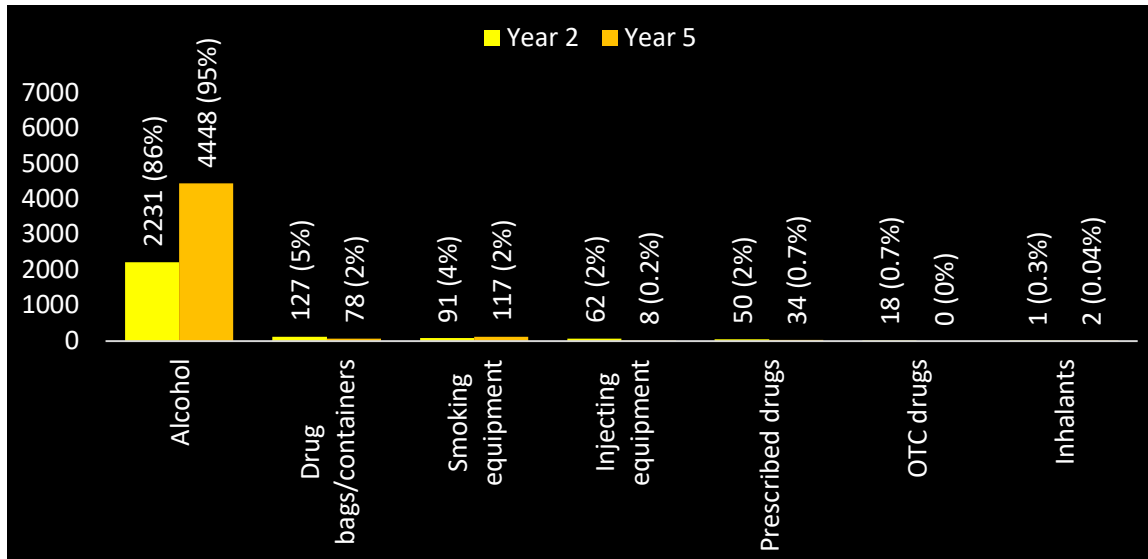 Year 2
Year 5
7000
6000
5000
4000
3000
2000
1000
0
2231 (86%)
4448 (95%)
127 (5%)
78 (2%)
91 (4%)
117 (2%)
62 (2%)
8 (0.2%)
50 (2%)
34 (0.7%)
18 (0.7%)
0 (0%)
1 (0.3%)
2 (0.04%)
Alcohol
Drug
bags/containers
Smoking
equipment
Injecting
equipment
Prescribed drugs
OTC drugs
Inhalants